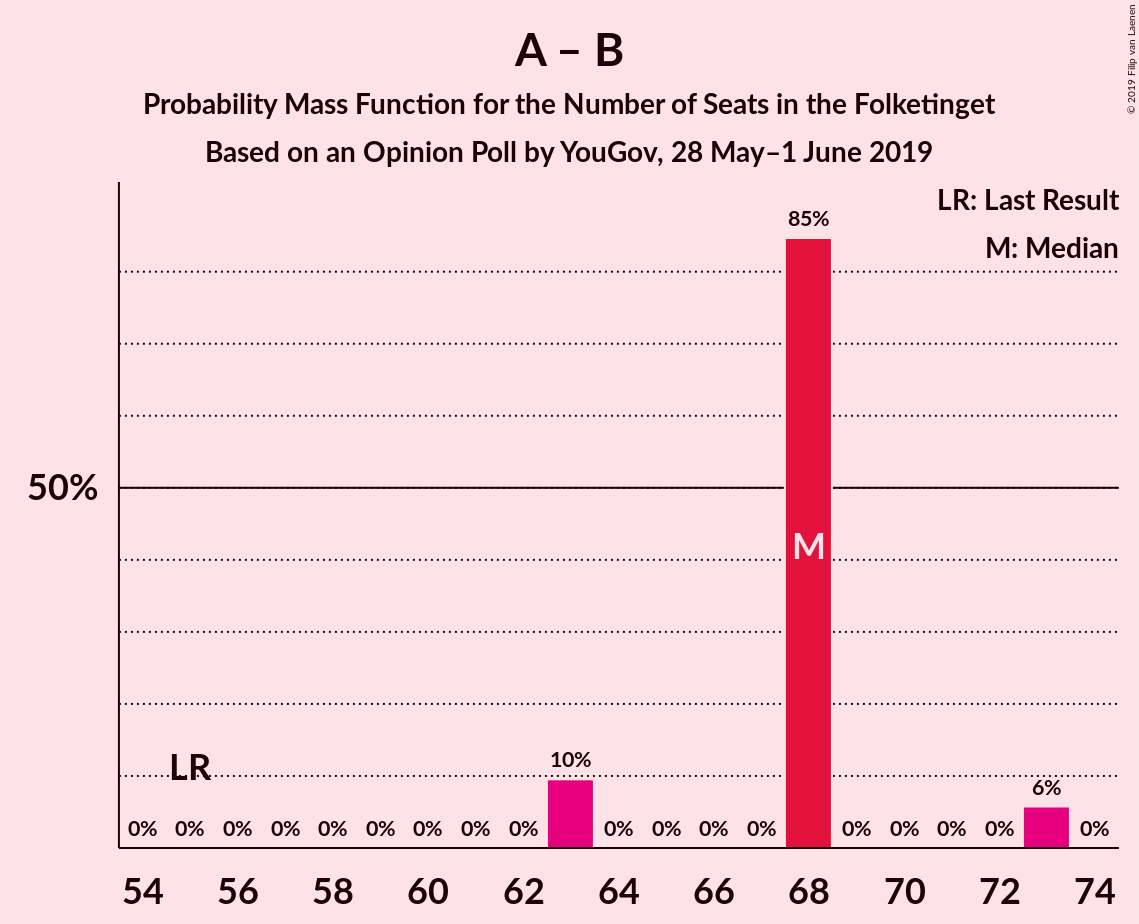 A – B
Probability Mass Function for the Number of Seats in the Folketinget
Based on an Opinion Poll by YouGov, 28 May–1 June 2019
© 2019 Filip van Laenen
LR: Last Result
M: Median
85%
50%
M
LR
10%
6%
0% 0% 0% 0% 0% 0% 0% 0% 0% 0% 0% 0% 0% 0% 0% 0% 0% 0%
54 56 58 60 62 64 66 68 70 72 74